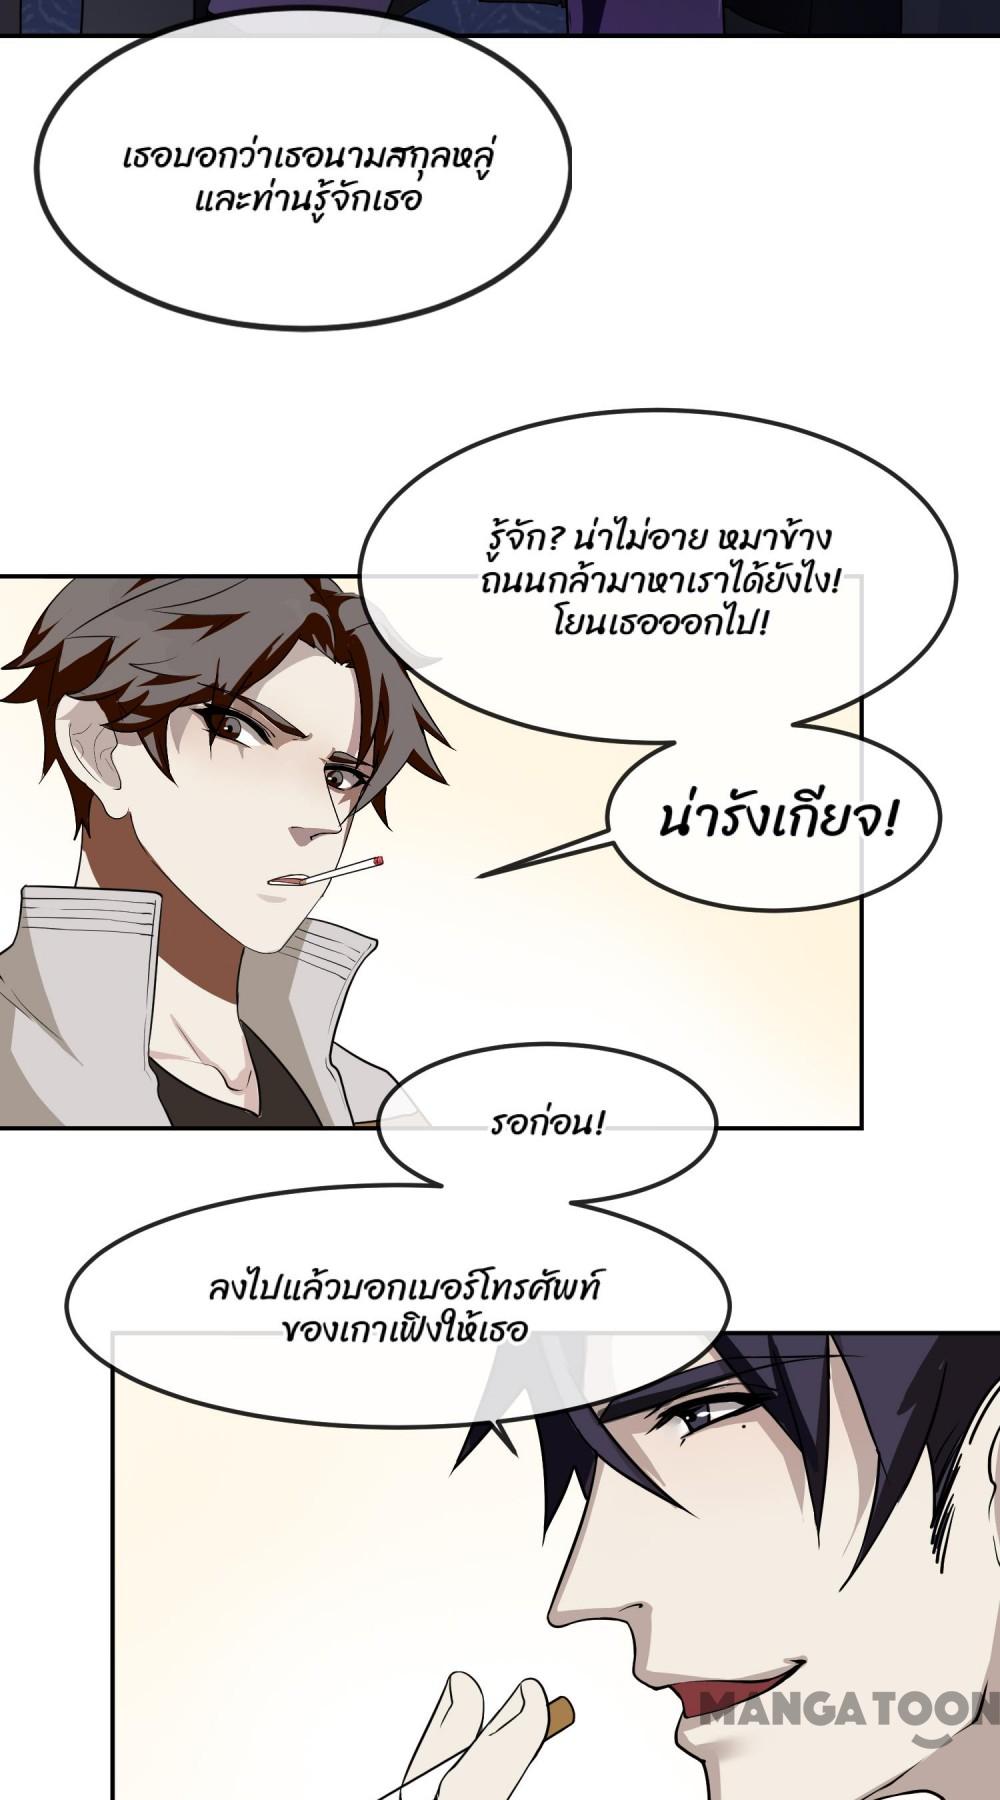 เธอบอกว่าเธอนามสกุลหลู่
และท่านรู้จักเธอ
รู้จัก? น่าไม่อาย หมาข้าง
ถนนกล้ามาหาเราได้ยังไง!
โยนเธอออกไป!
น่ารังเกียจ!
รอก่อน!
ลงไปแล้วบอกเบอร์โทรศัพท์
ของเกาเฟิงให้เธอ
MANGATOON